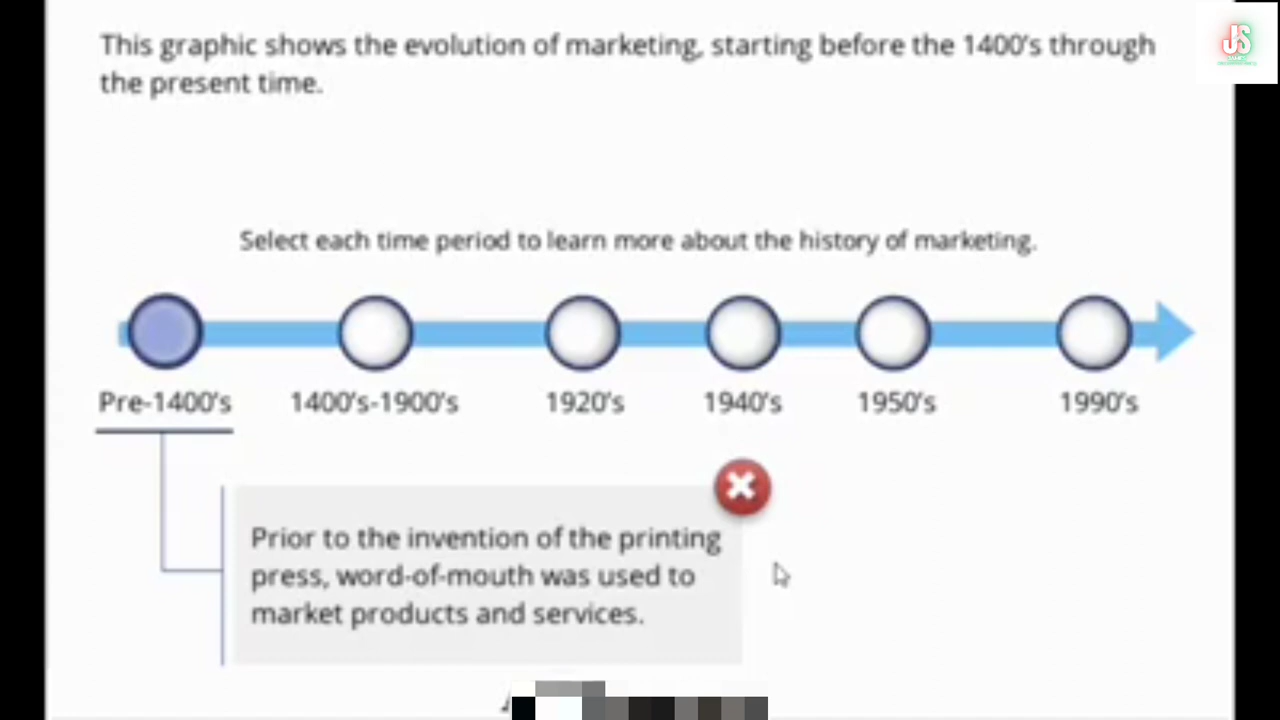 This graphic shows the evolution of marketing, starting before the 1400's through
the present time.
Select each time period to learn more about the history of marketing.
Pre-1400's
1400's-1900's
1920's
1940's
1950's
1990's
Prior to the invention of the printing
press, word-of-mouth was used to
market products and services.
JS